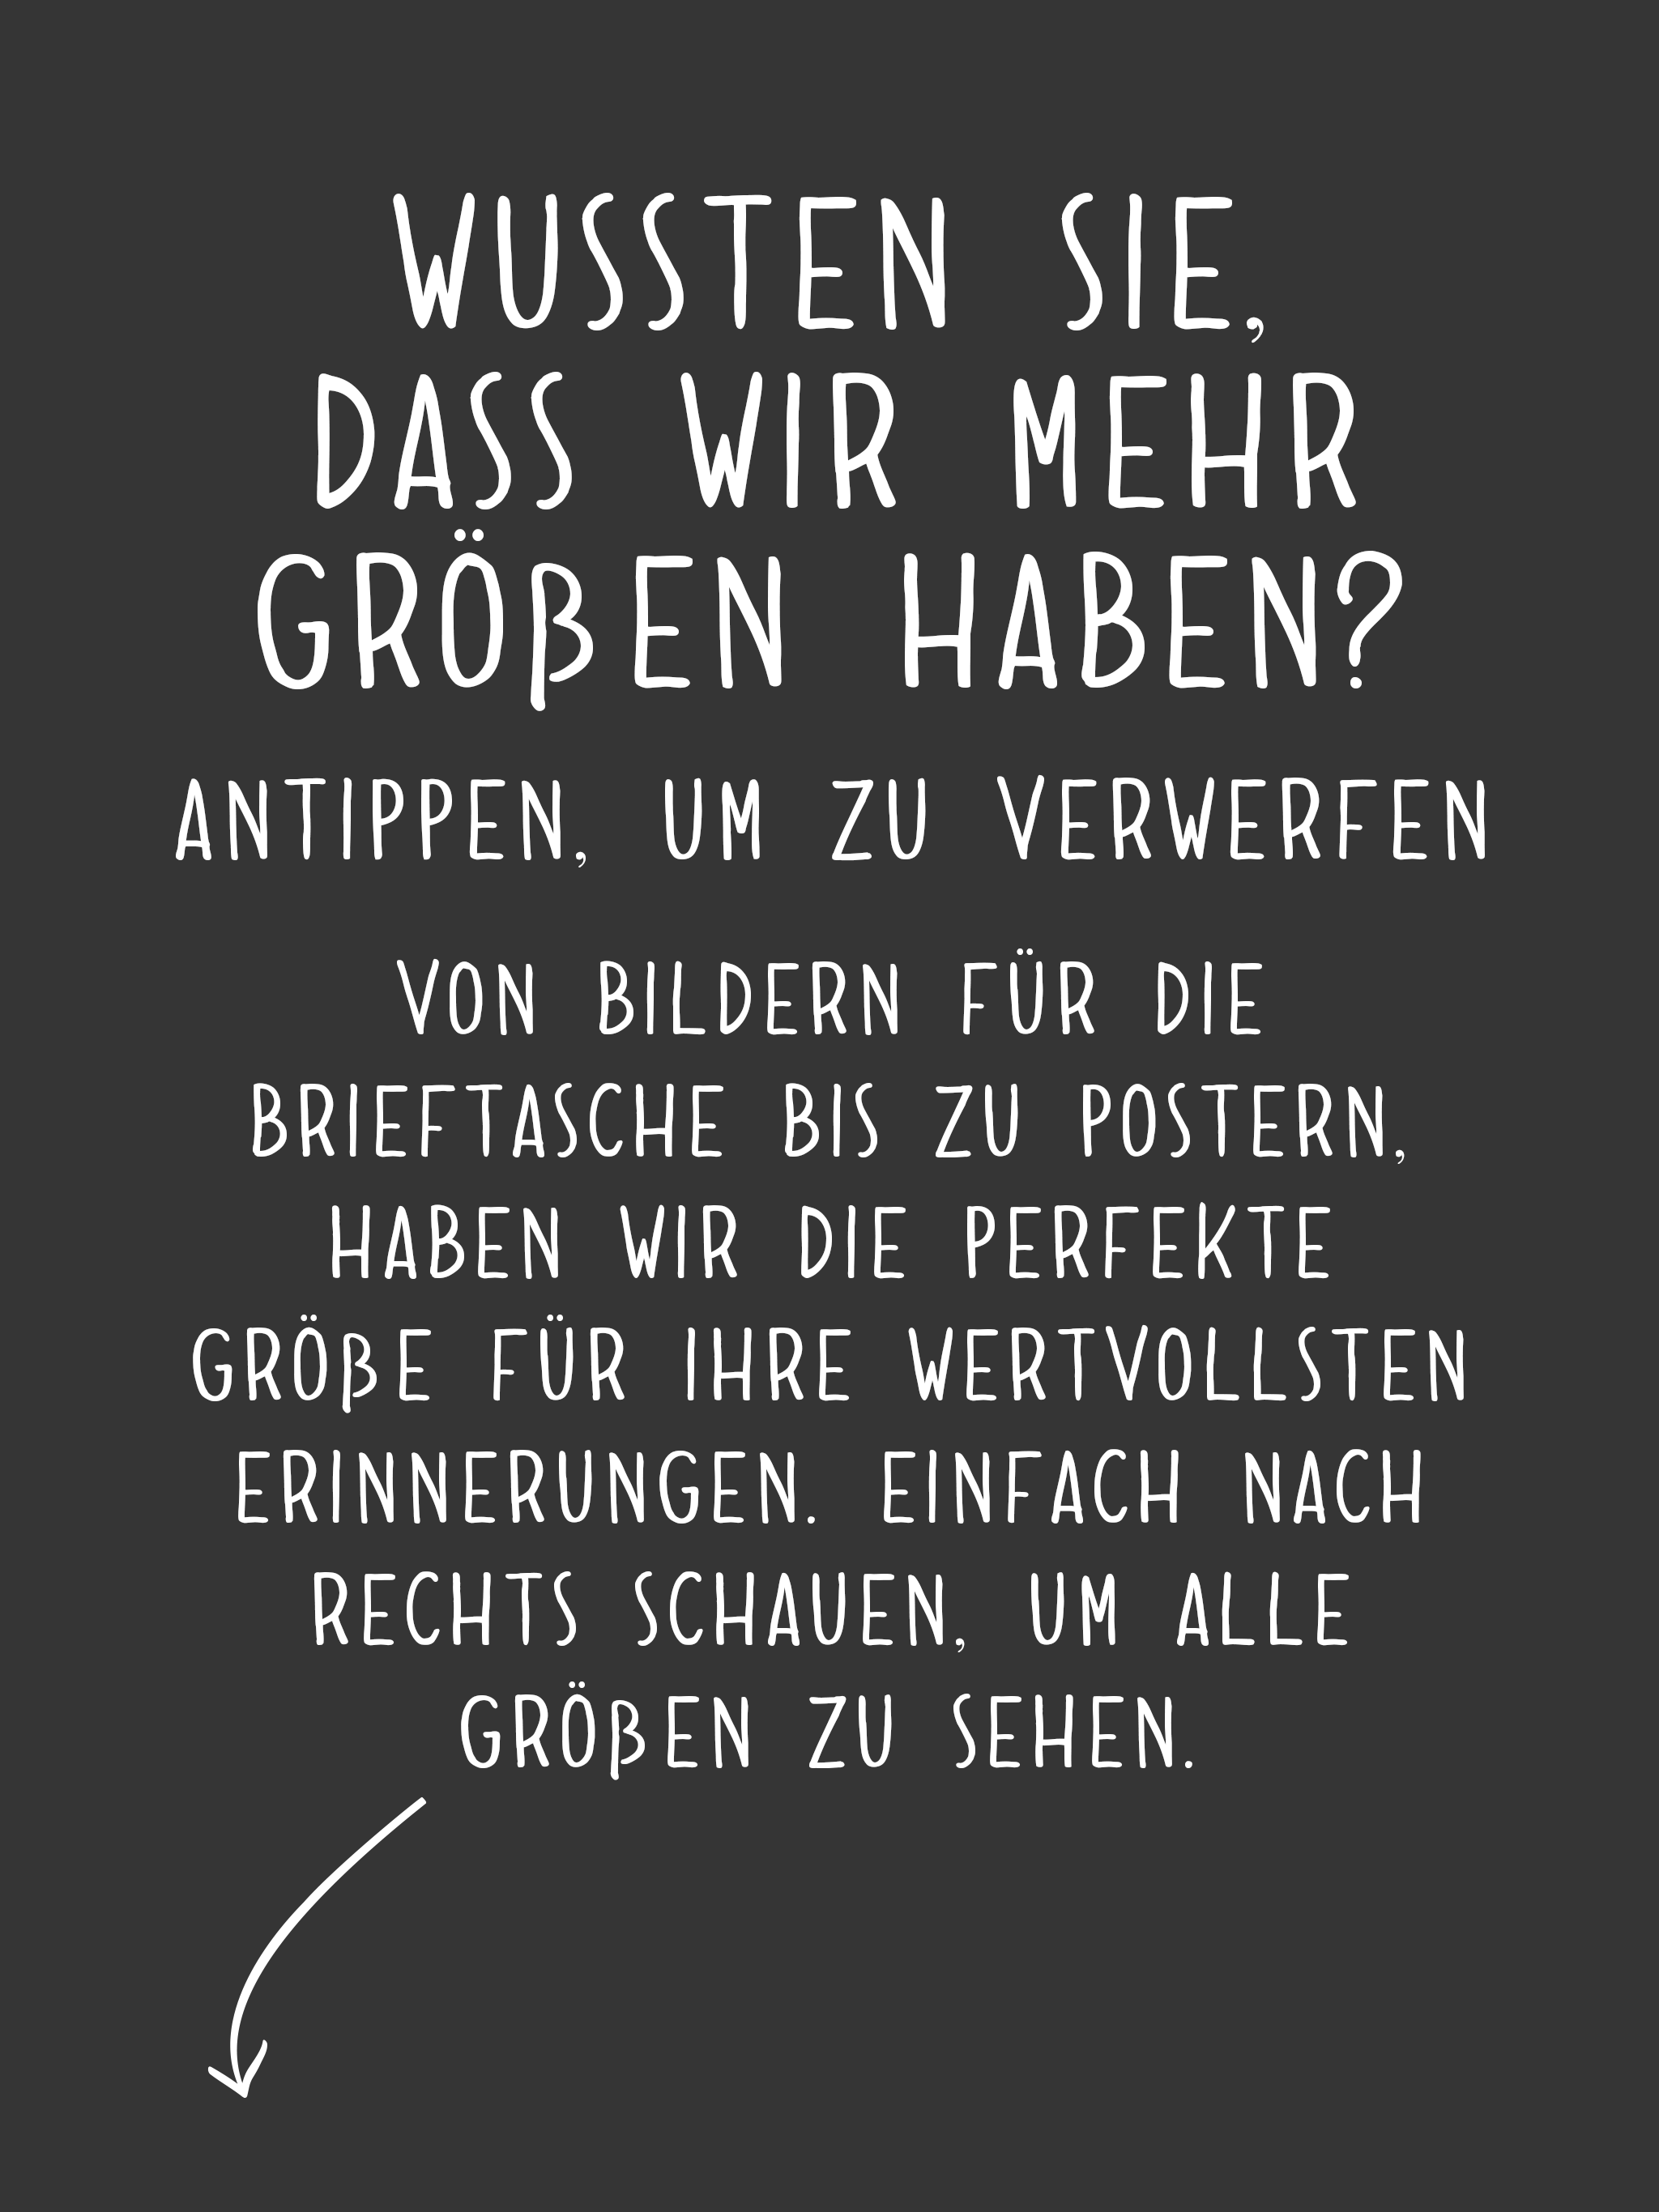 WUSSTEN SIE,
DASS WIR MEHR
GRÖßEN HABEN?
ANTIPPEN, UM ZU VERWERFEN
VON BILDERN FÜR DIE
BRIEFTASCHE BIS ZU POSTERN,
HABEN WIR DIE PERFEKTE
GRÖßE FÜR IHRE WERTVOLLSTEN
ERINNERUNGEN. EINFACH NACH
RECHTS SCHAUEN, UM ALLE
GRÖßEN ZU SEHEN.